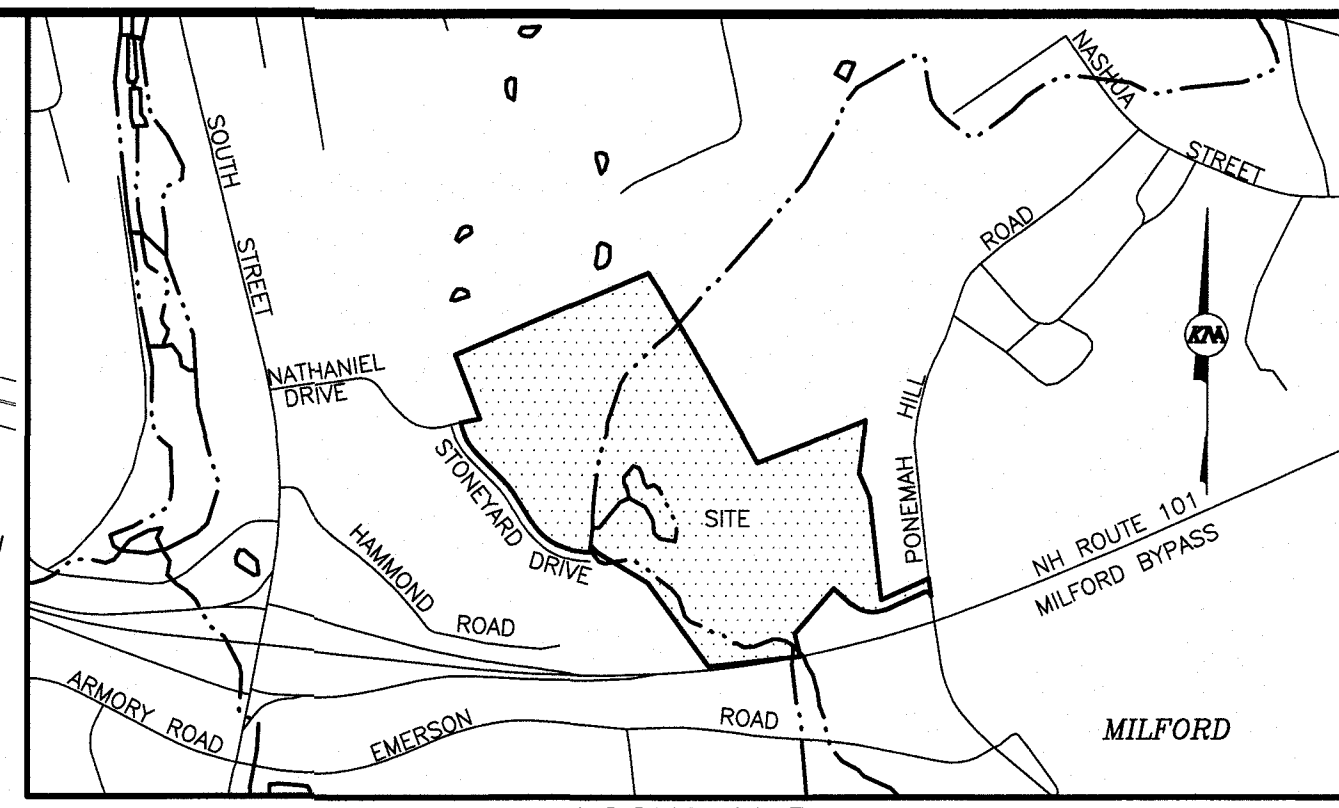 NASHUA
STREET
SOUTH
STREET
ROAD
KNA
NATHANIEL
DRIVE
PONEMAH HILL
STONEYARD
DRIVE
SITE
HAMMOND
ROAD
NH ROUTE 101
MILFORD BYPASS
ARMORY ROAD
EMERSON
ROAD
MILFORD